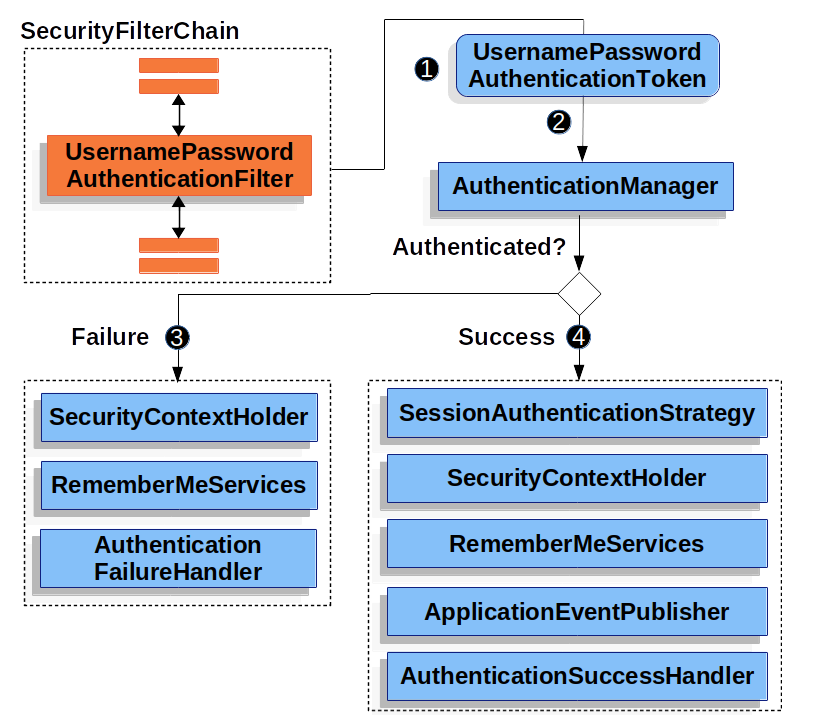 SecurityFilterChain
UsernamePassword
AuthenticationFilter
1
UsernamePassword
AuthenticationToken
2
AuthenticationManager
Authenticated?
Failure
3
Success
4
SecurityContextHolder
RememberMeServices
Authentication
FailureHandler
SessionAuthenticationStrategy
SecurityContextHolder
RememberMeServices
ApplicationEventPublisher
AuthenticationSuccessHandler